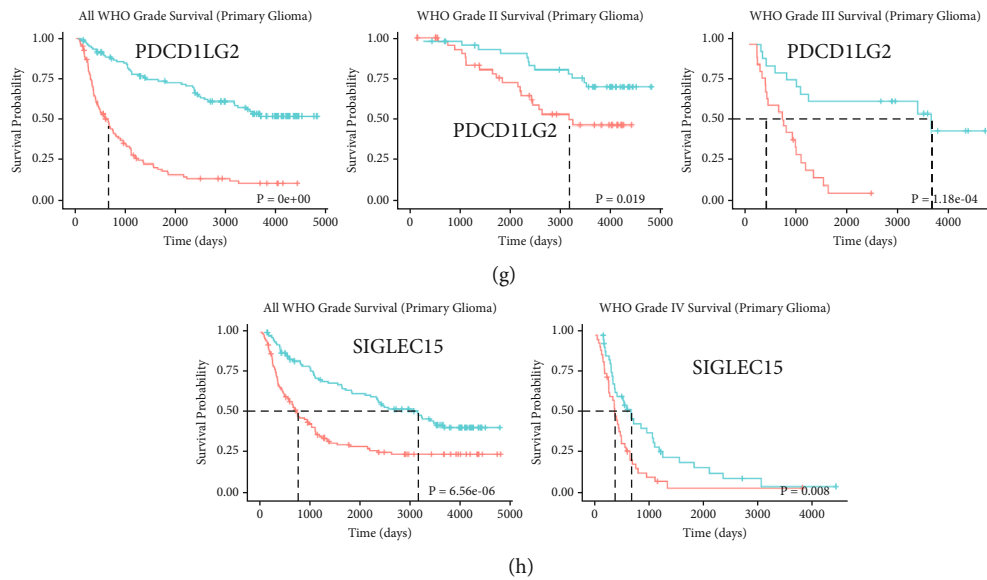 All WHO Grade Survival (Primary Glioma)
WHO Grade II Survival (Primary Glioma)
WHO Grade III Survival (Primary Glioma)
Survival Probability
1.00
0.75
0.50
0.25
0.00
PDCD1LG2
P = 0e+00
0
1000
2000
3000
4000
5000
Time (days)
Survival Probability
1.00
0.75
0.50
0.25
0.00
PDCD1LG2
P = 0.019
0
1000
2000
3000
4000
5000
Time (days)
Survival Probability
1.00
0.75
0.50
0.25
0.00
PDCD1LG2
P = 1.18e-04
0
1000
2000
3000
4000
Time (days)
(g)
All WHO Grade Survival (Primary Glioma)
WHO Grade IV Survival (Primary Glioma)
Survival Probability
1.00
0.75
0.50
0.25
0.00
SIGLEC15
P = 6.56e-06
0
1000
2000
3000
4000
5000
Time (days)
Survival Probability
1.00
0.75
0.50
0.25
0.00
SIGLEC15
P = 0.008
0
1000
2000
3000
4000
Time (days)
(h)